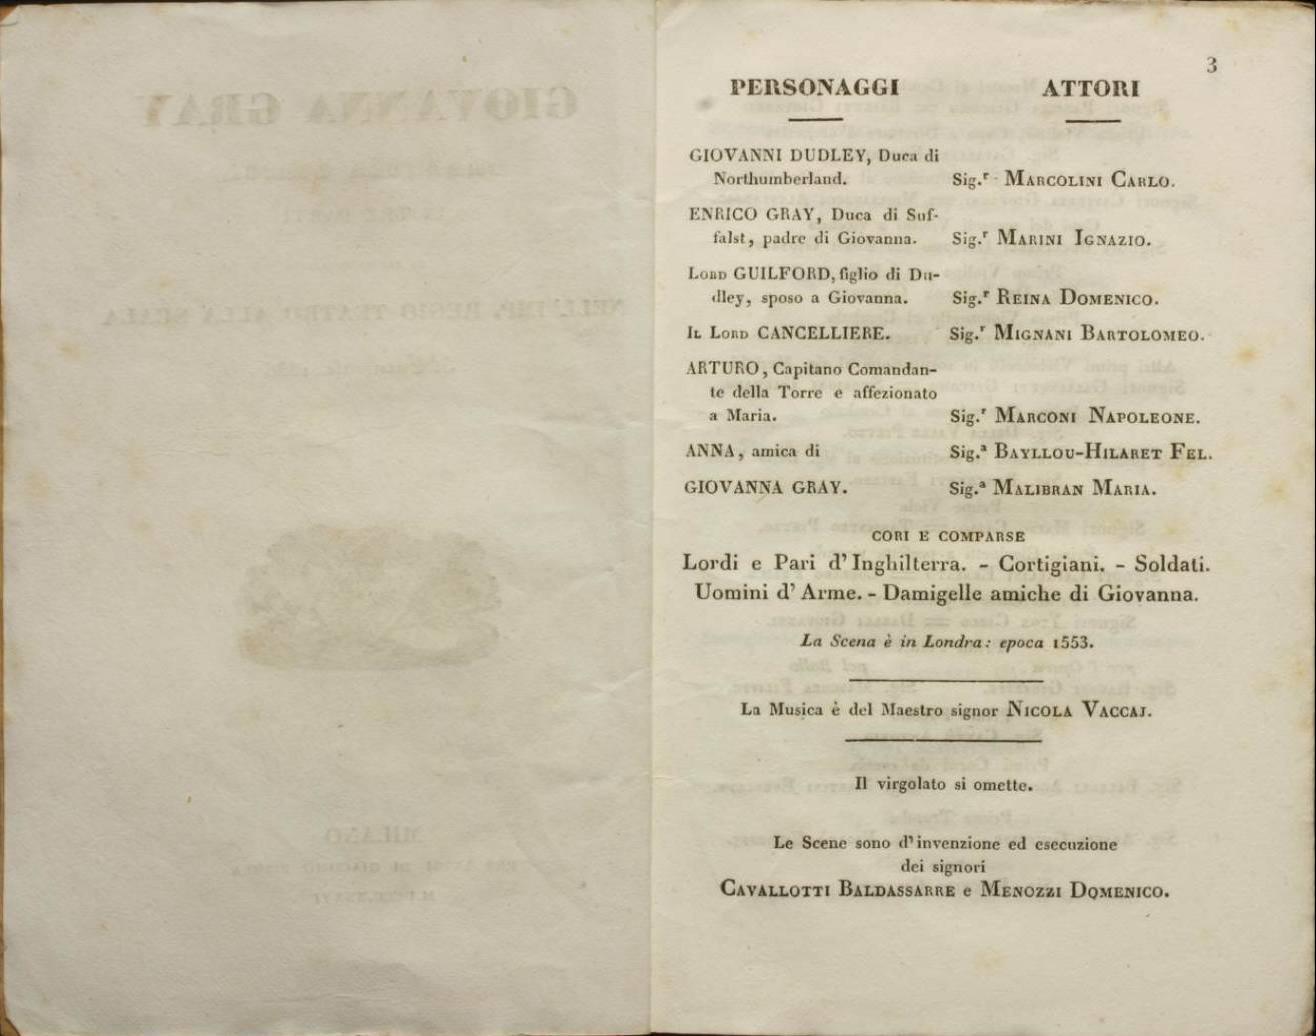 3
PERSONAGGI ATTORI
GIOVANNI DUDLEY, Duca di
Northumberland. Sig.r MARCOLINI CARLO.
ENRICO GRAY, Duca di Suf-
falst, padre di Giovanna. Sig.r MARINI IGNAZIO.
LORD GUILFORD, figlio di Du-
dley, sposo a Giovanna. Sig.r REINA DOMENICO.
IL LORD CANCELLIERE. Sig.r MIGNANI BARTOLOMEO.
ARTURO, Capitano Comandan-
te della Torre e affezionato
a Maria. Sig.r MARCONI NAPOLEONE.
ANNA, amica di Sig.a BAYLLOU-HILARET FEL.
GIOVANNA GRAY. Sig.a MALIBRAN MARIA.
CORI E COMPARSE
Lordi e Pari d'Inghilterra. - Cortigiani. - Soldati.
Uomini d'Arme. - Damigelle amiche di Giovanna.
La Scena è in Londra: epoca 1553.
La Musica è del Maestro signor NICOLA VACCAJ.
Il virgolato si omette.
Le Scene sono d'invenzione ed esecuzione
dei signori
CAVALLOTTI BALDASSARRE e MENOZZI DOMENICO.